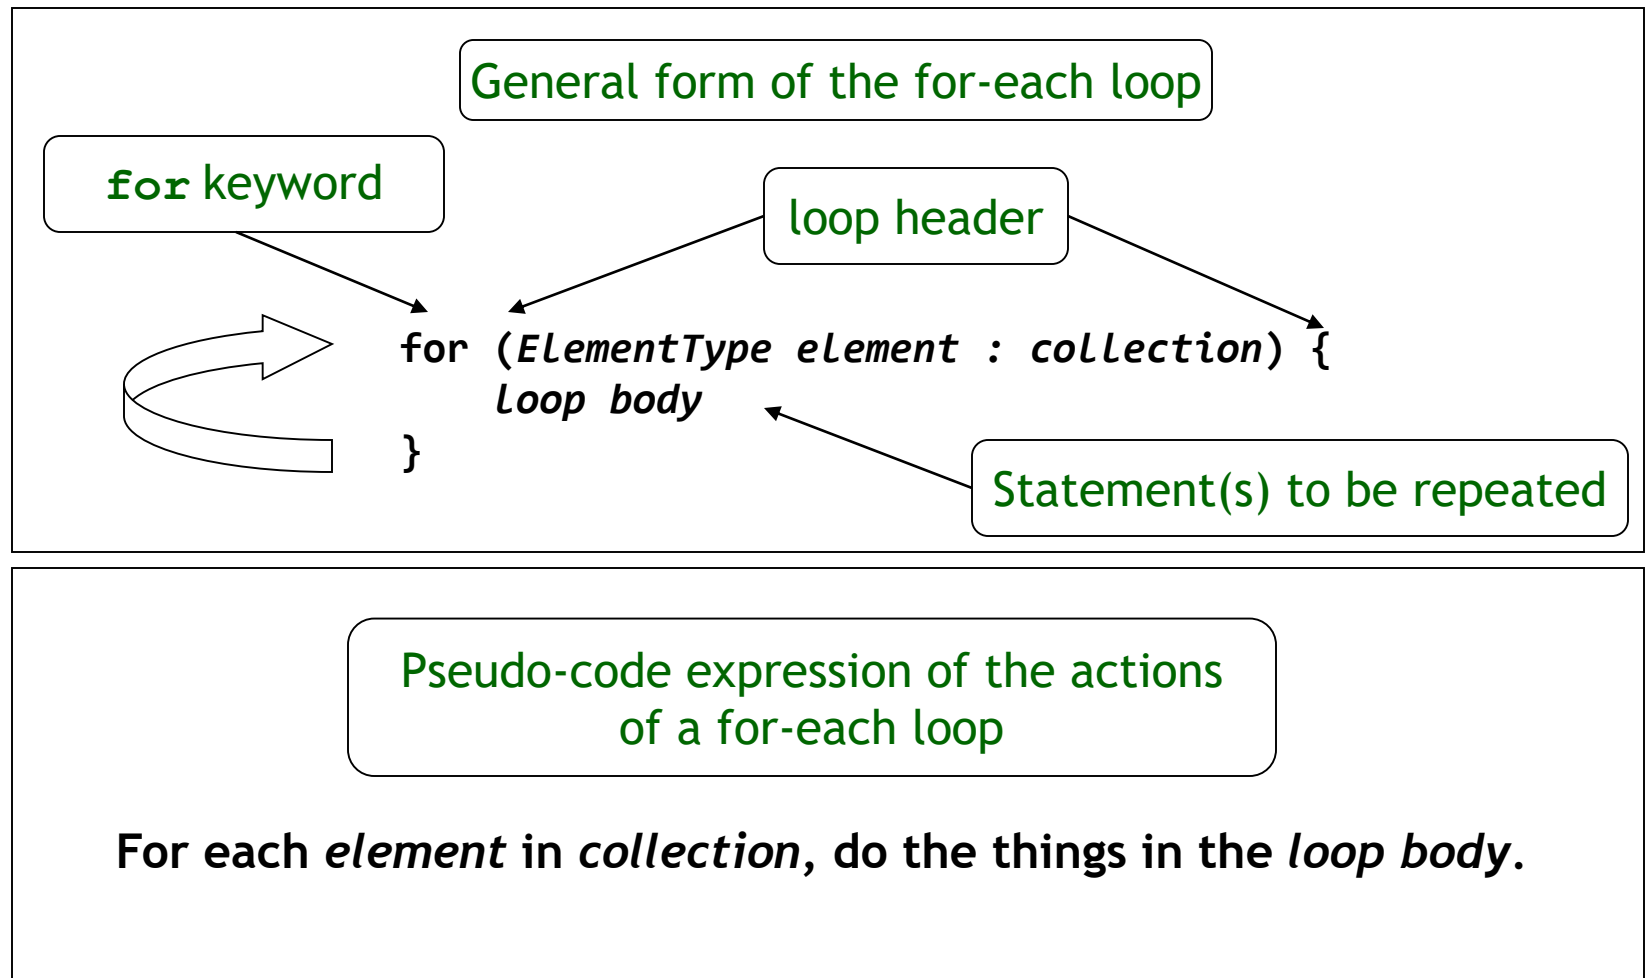 General form of the for-each loop
for keyword
loop header
for (ElementType element : collection) {
loop body
}
Statement(s) to be repeated
Pseudo-code expression of the actions
of a for-each loop
For each element in collection, do the things in the loop body.